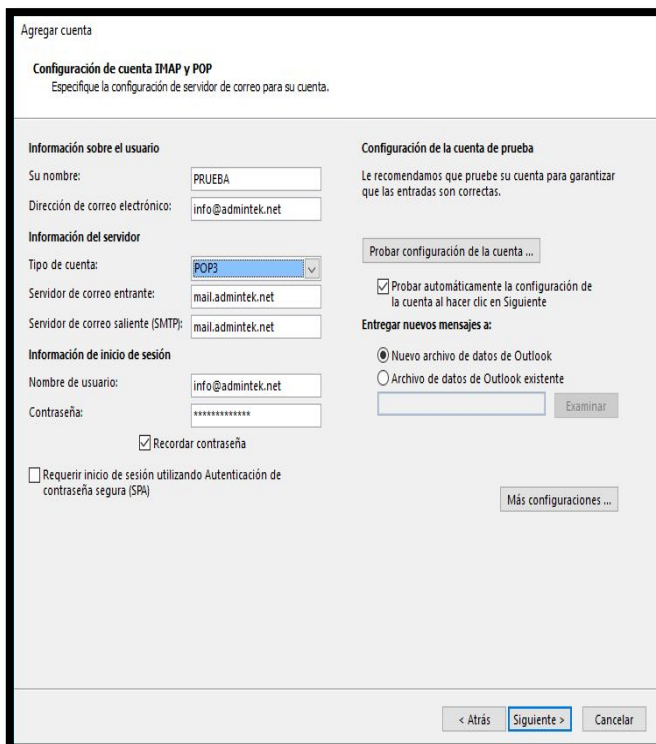 Agregar cuenta
Configuración de cuenta IMAP y POP
Especifique la configuración de servidor de correo para su cuenta.
Información sobre el usuario
Su nombre:
PRUEBA
Dirección de correo electrónico:
info@admintek.net
Información del servidor
Tipo de cuenta:
POP3
Servidor de correo entrante:
mail.admintek.net
Servidor de correo saliente (SMTP):
mail.admintek.net
Información de inicio de sesión
Nombre de usuario:
info@admintek.net
Contraseña:
*************
Recordar contraseña
Requerir inicio de sesión utilizando Autenticación de
contraseña segura (SPA)
Configuración de la cuenta de prueba
Le recomendamos que pruebe su cuenta para garantizar
que las entradas son correctas.
Probar configuración de la cuenta ...
Probar automáticamente la configuración de
la cuenta al hacer clic en Siguiente
Entregar nuevos mensajes a:
Nuevo archivo de datos de Outlook
Archivo de datos de Outlook existente
Examinar
Más configuraciones ...
< Atrás
Siguiente >
Cancelar